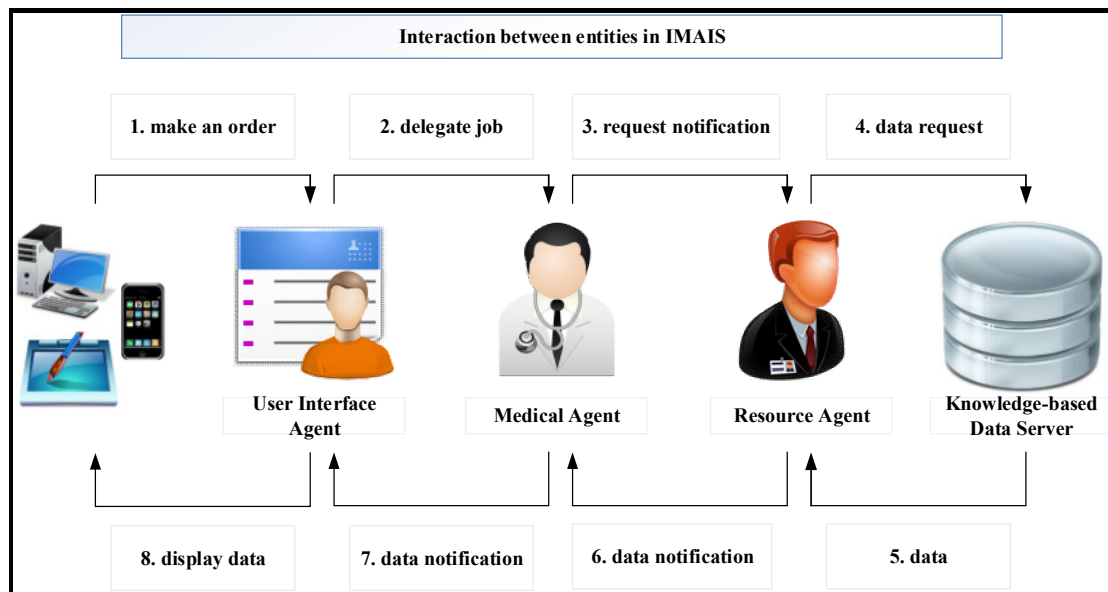 Interaction between entities in IMAIS
1. make an order
2. delegate job
3. request notification
4. data request
User Interface
Agent
Medical Agent
Resource Agent
Knowledge-based
Data Server
8. display data
7. data notification
6. data notification
5. data